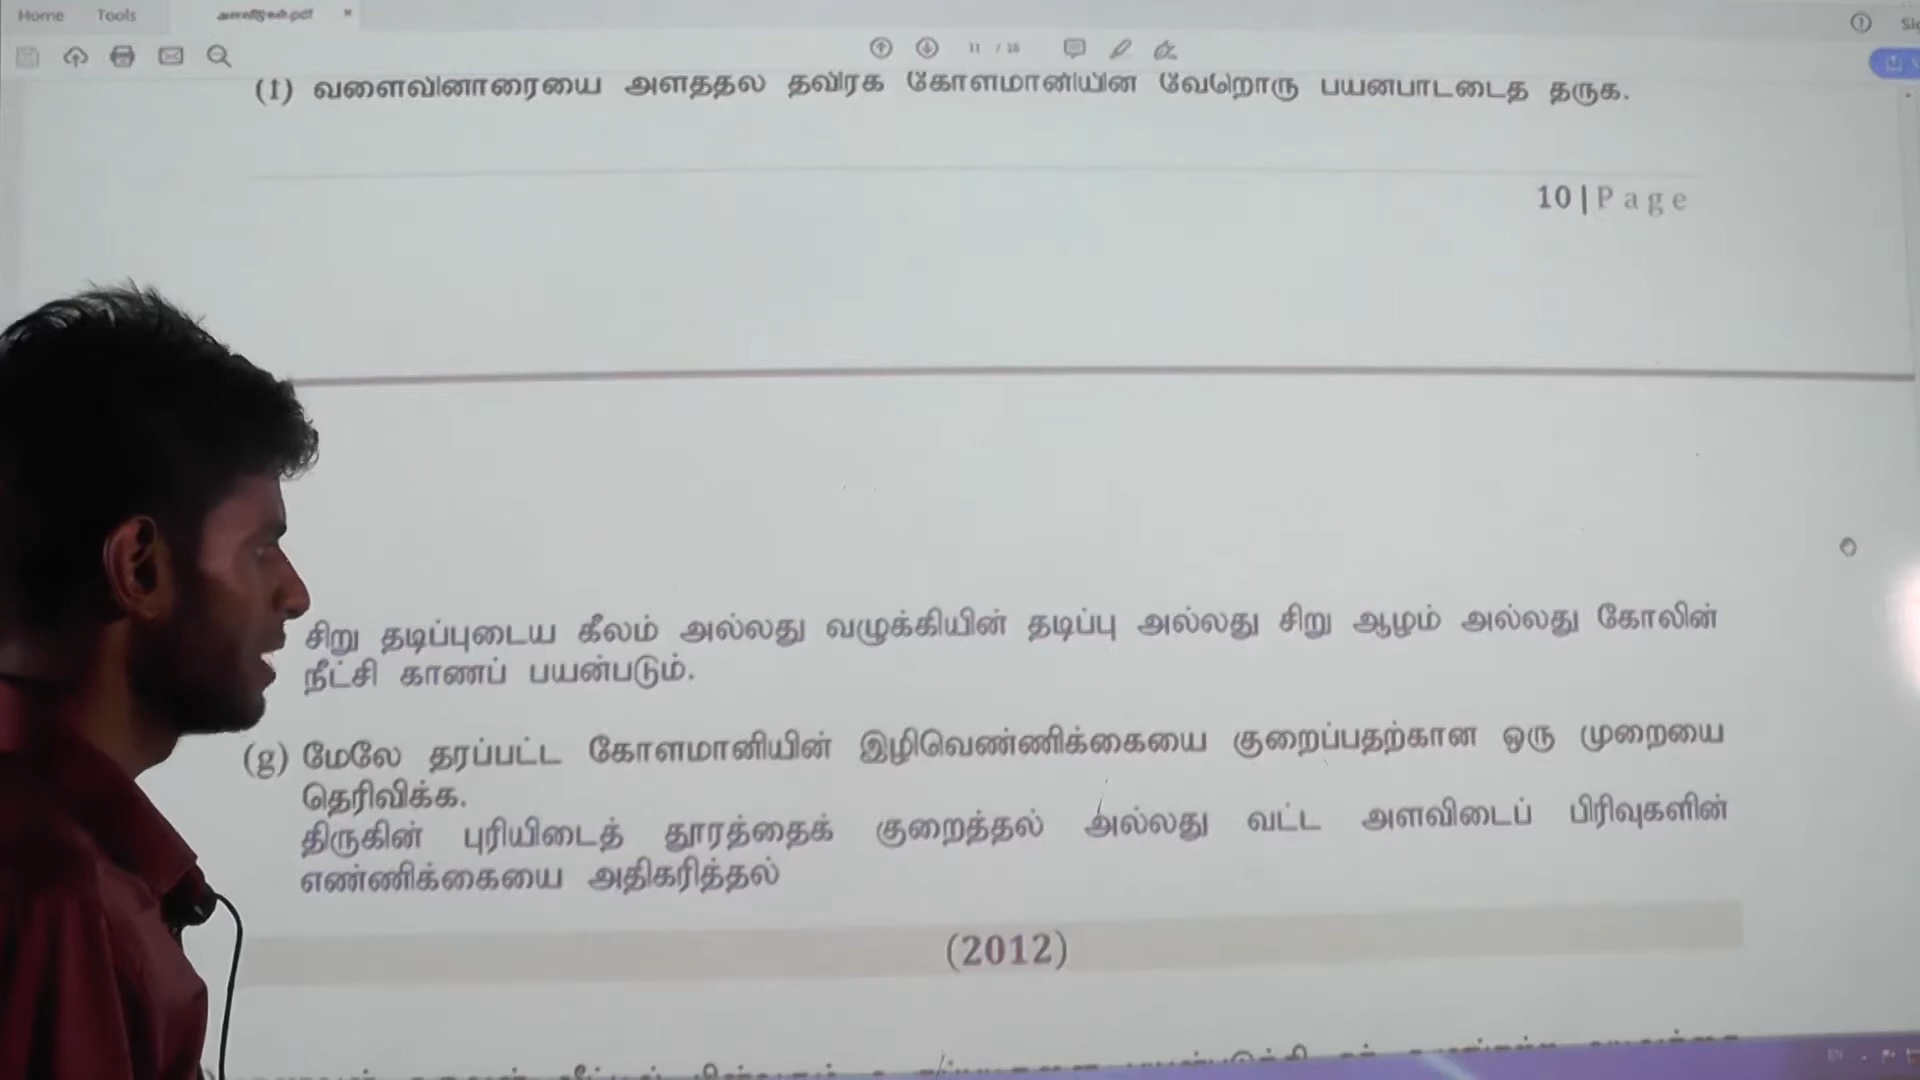 Home Tools
11 / 18
(f) வளைவினாரையை அளத்தல் தவிர்க கோளமானியின் வேறொரு பயன்பாட்டைத் தருக.
10 | P a g e
சிறு தடிப்புடைய கீலம் அல்லது வழுக்கியின் தடிப்பு அல்லது சிறு ஆழம் அல்லது கோலின்
நீட்சி காணப் பயன்படும்.
(g) மேலே தரப்பட்ட கோளமானியின் இழிவெண்ணிக்கையை குறைப்பதற்கான ஒரு முறையை
தெரிவிக்க.
திருகின் புரியிடைத் தூரத்தைக் குறைத்தல் அல்லது வட்ட அளவிடைப் பிரிவுகளின்
எண்ணிக்கையை அதிகரித்தல்
(2012)